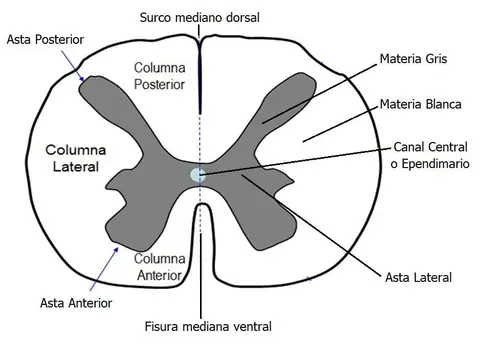 Surco mediano dorsal
Asta Posterior
Columna
Posterior
Materia Gris
Materia Blanca
Columna
Lateral
Canal Central
o Ependimario
Columna
Anterior
Asta Lateral
Asta Anterior
Fisura mediana ventral